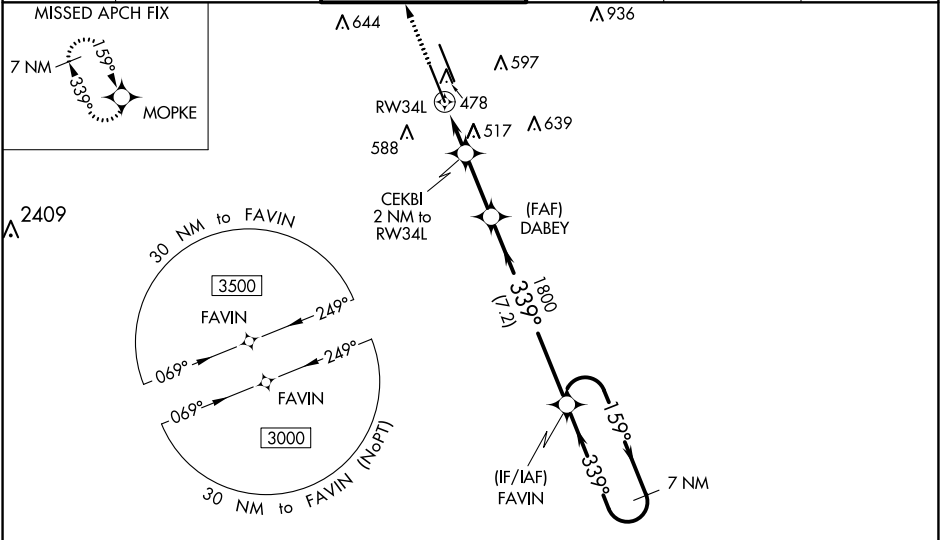 MISSED APCH FIX
7 NM
159°
339°
MOPKE
644
936
597
RW34L
478
588
517
639
CEKBI
2 NM to
RW34L
(FAF)
DABEY
2409
30 NM to FAVIN
3500
FAVIN
249°
069°
249°
069°
FAVIN
3000
30 NM to FAVIN (NoPT)
1800
339°
(7.2)
159°
339°
7 NM
(IF/IAF)
FAVIN